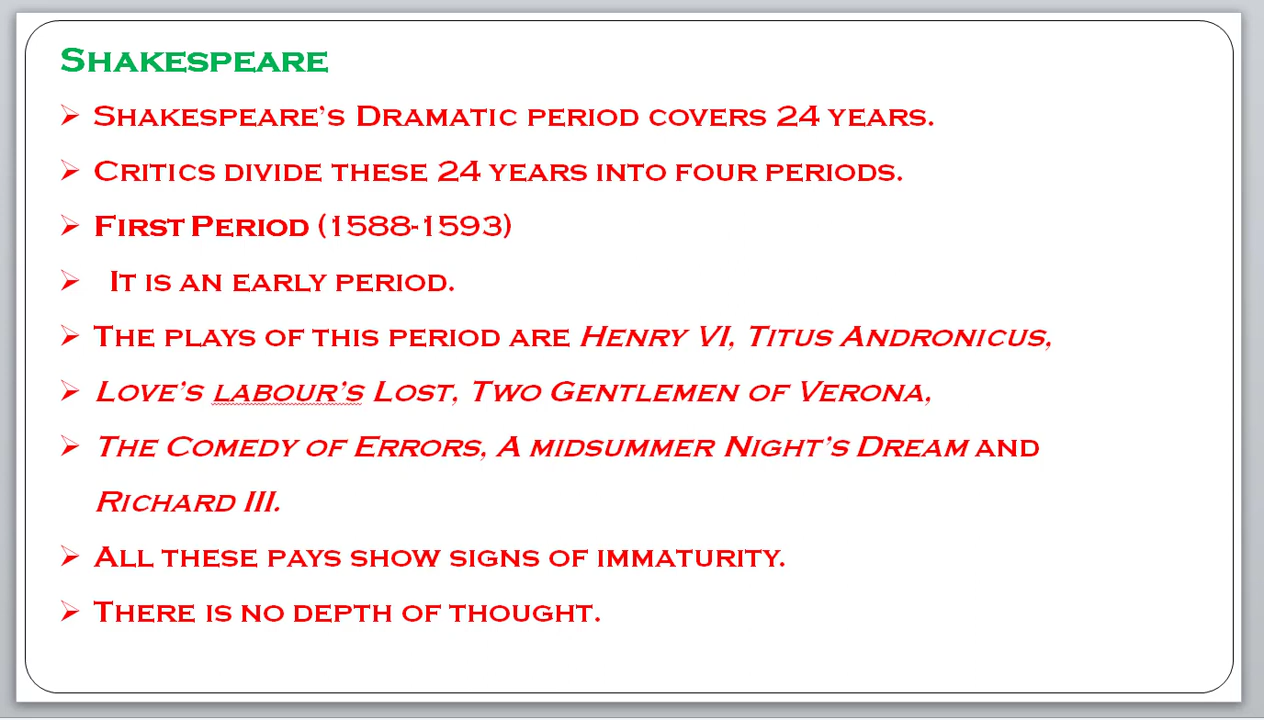 Shakespeare
Shakespeare's Dramatic period covers 24 years.
Critics divide these 24 years into four periods.
First Period (1588-1593)
It is an early period.
The plays of this period are Henry VI, Titus Andronicus,
Love's labour's Lost, Two Gentlemen of Verona,
The Comedy of Errors, A midsummer Night's Dream and
Richard III.
All these pays show signs of immaturity.
There is no depth of thought.